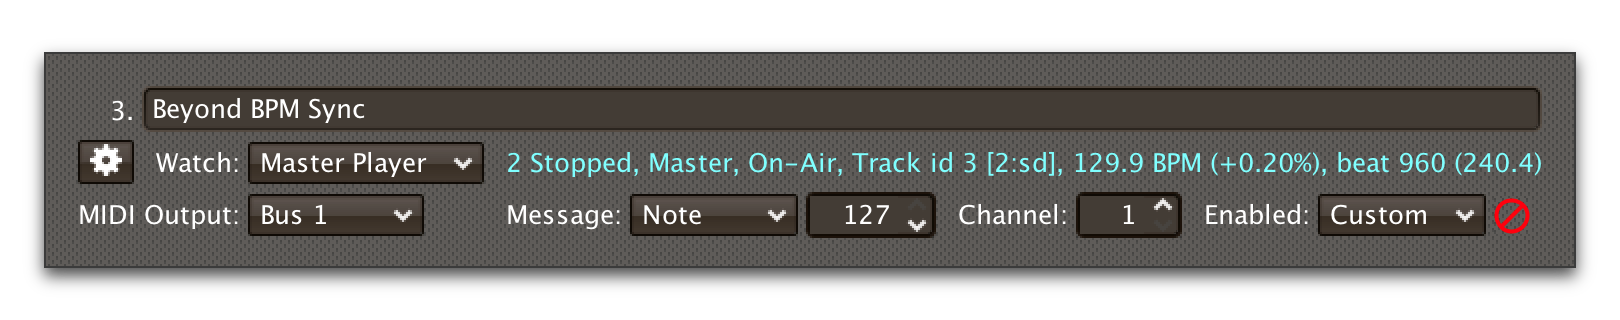 3. Beyond BPM Sync
Watch: Master Player 2 Stopped, Master, On-Air, Track id 3 [2:sd], 129.9 BPM (+0.20%), beat 960 (240.4)
MIDI Output: Bus 1 Message: Note 127 Channel: 1 Enabled: Custom